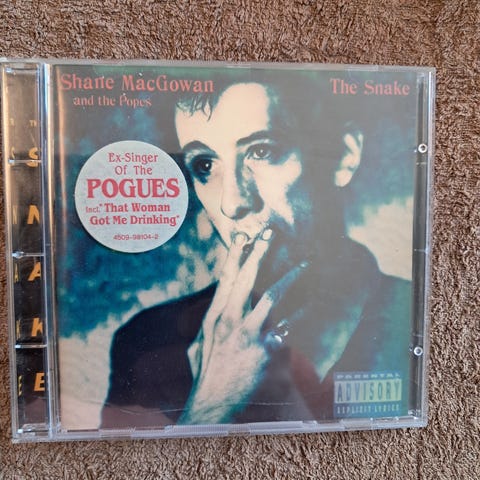 Shane MacGowan
and the Popes
The Snake
Ex-Singer
Of The
POGUES
Incl. "That Woman
Got Me Drinking"
4509-98104-2
PARENTAL
ADVISORY
EXPLICIT LYRICS
S
N
A
K
E